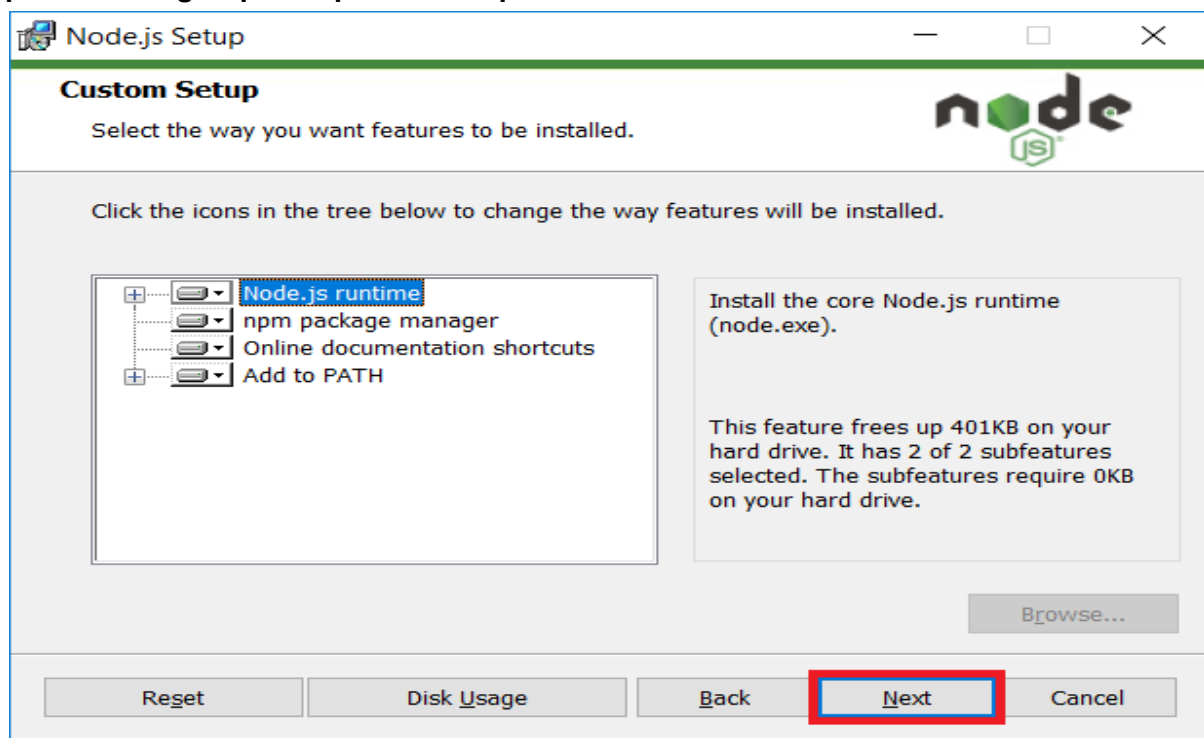 Node.js Setup
Custom Setup
Select the way you want features to be installed.
node
JS
Click the icons in the tree below to change the way features will be installed.
Node.js runtime
npm package manager
Online documentation shortcuts
Add to PATH
Install the core Node.js runtime
(node.exe).
This feature frees up 401KB on your
hard drive. It has 2 of 2 subfeatures
selected. The subfeatures require 0KB
on your hard drive.
Browse...
Reset
Disk Usage
Back
Next
Cancel